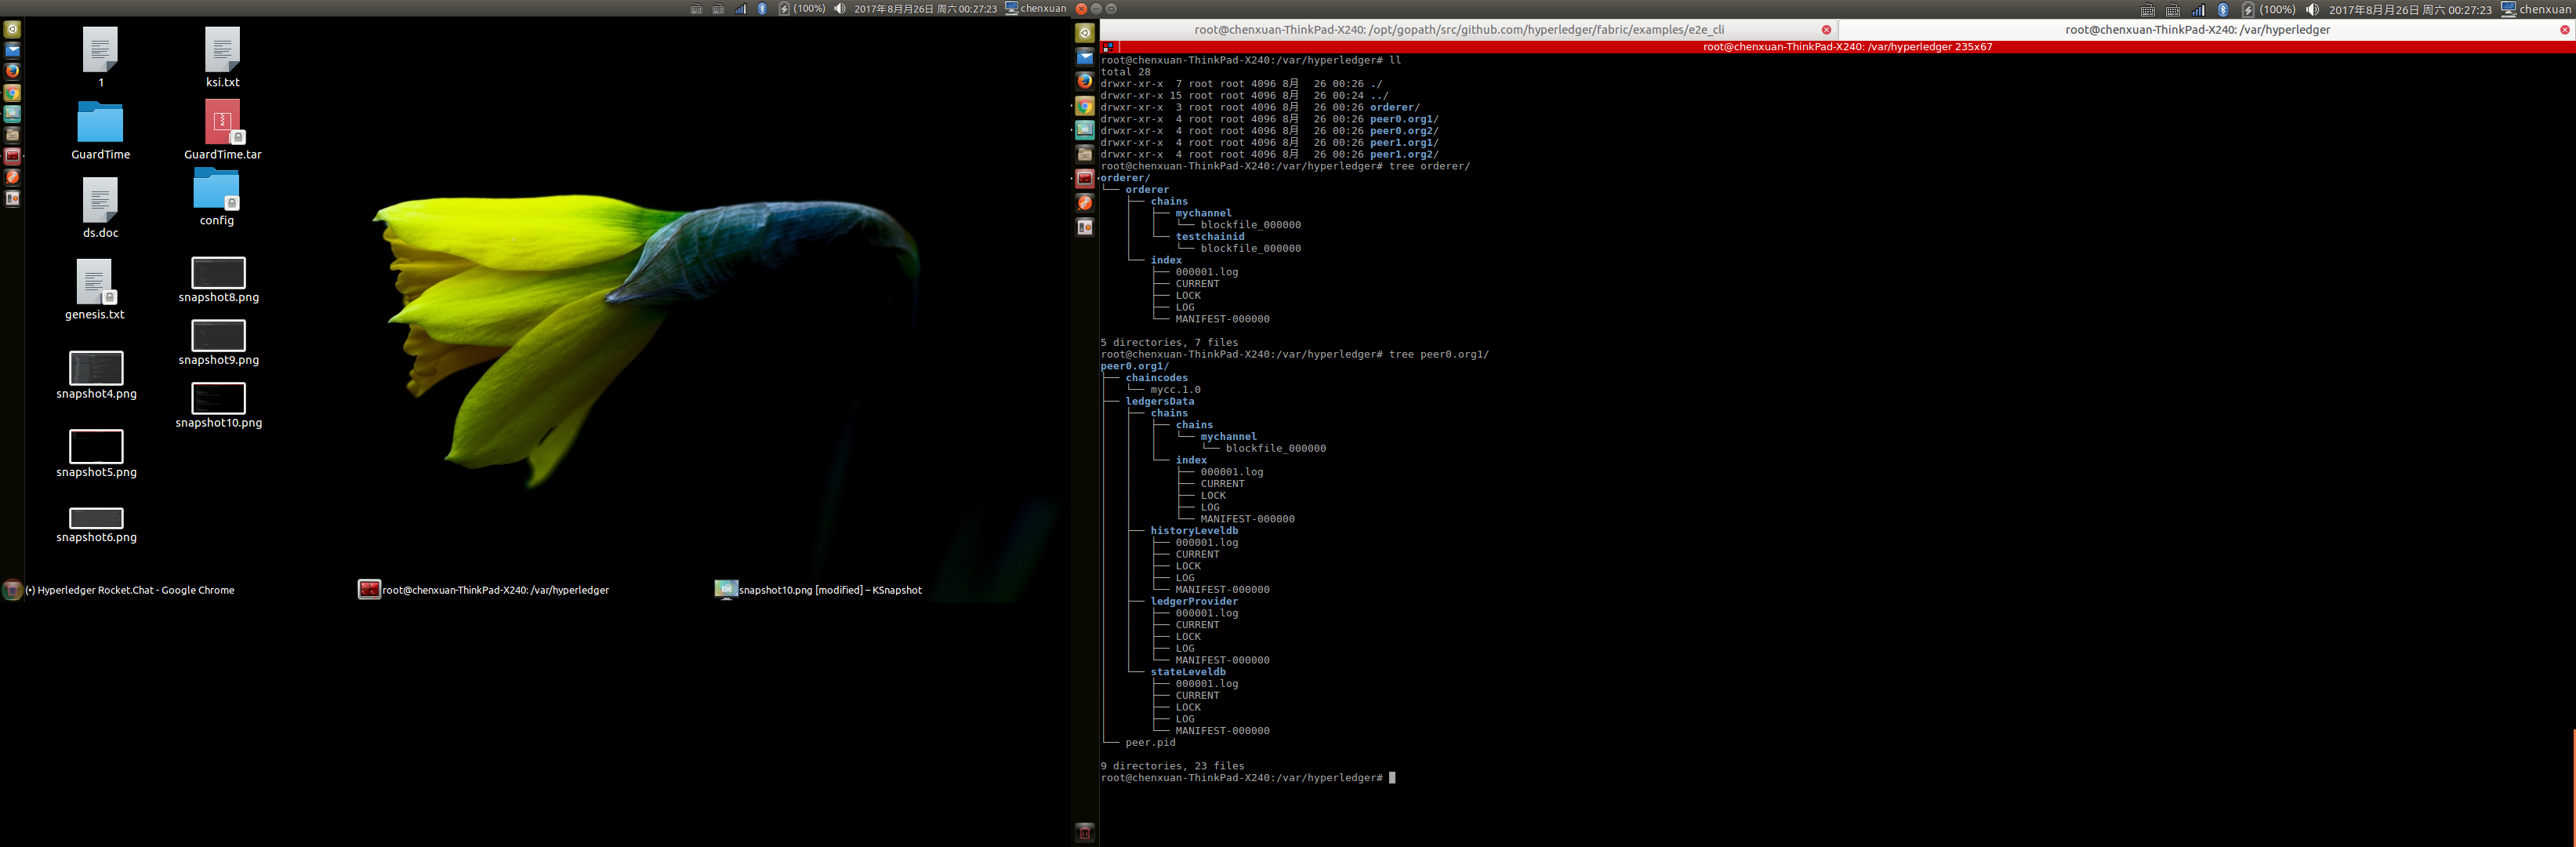 (100%) 2017年8月月26日 周六 00:27:23 chenxuan
1
ksi.txt
GuardTime
GuardTime.tar
ds.doc
config
genesis.txt
snapshot8.png
snapshot9.png
snapshot4.png
snapshot10.png
snapshot5.png
snapshot6.png
(•) Hyperledger Rocket.Chat - Google Chrome
root@chenxuan-ThinkPad-X240: /var/hyperledger
snapshot10.png [modified] – KSnapshot
(100%) 2017年8月月26日 周六 00:27:23 chenxuan
root@chenxuan-ThinkPad-X240: /opt/gopath/src/github.com/hyperledger/fabric/examples/e2e_cli
root@chenxuan-ThinkPad-X240: /var/hyperledger
root@chenxuan-ThinkPad-X240: /var/hyperledger 235x67
root@chenxuan-ThinkPad-X240:/var/hyperledger# ll
total 28
drwxr-xr-x  7 root root 4096 8月  26 00:26 ./
drwxr-xr-x 15 root root 4096 8月  26 00:24 ../
drwxr-xr-x  3 root root 4096 8月  26 00:26 orderer/
drwxr-xr-x  4 root root 4096 8月  26 00:26 peer0.org1/
drwxr-xr-x  4 root root 4096 8月  26 00:26 peer0.org2/
drwxr-xr-x  4 root root 4096 8月  26 00:26 peer1.org1/
drwxr-xr-x  4 root root 4096 8月  26 00:26 peer1.org2/
root@chenxuan-ThinkPad-X240:/var/hyperledger# tree orderer/
orderer/
└── orderer
    ├── chains
    │   ├── mychannel
    │   │   └── blockfile_000000
    │   └── testchainid
    │       └── blockfile_000000
    └── index
        ├── 000001.log
        ├── CURRENT
        ├── LOCK
        ├── LOG
        └── MANIFEST-000000
5 directories, 7 files
root@chenxuan-ThinkPad-X240:/var/hyperledger# tree peer0.org1/
peer0.org1/
├── chaincodes
│   └── mycc.1.0
├── ledgersData
│   ├── chains
│   │   ├── chains
│   │   │   └── mychannel
│   │   │       └── blockfile_000000
│   │   └── index
│   │       ├── 000001.log
│   │       ├── CURRENT
│   │       ├── LOCK
│   │       ├── LOG
│   │       └── MANIFEST-000000
│   ├── historyLeveldb
│   │   ├── 000001.log
│   │   ├── CURRENT
│   │   ├── LOCK
│   │   ├── LOG
│   │   └── MANIFEST-000000
│   ├── ledgerProvider
│   │   ├── 000001.log
│   │   ├── CURRENT
│   │   ├── LOCK
│   │   ├── LOG
│   │   └── MANIFEST-000000
│   └── stateLeveldb
│       ├── 000001.log
│       ├── CURRENT
│       ├── LOCK
│       ├── LOG
│       └── MANIFEST-000000
└── peer.pid
9 directories, 23 files
root@chenxuan-ThinkPad-X240:/var/hyperledger#